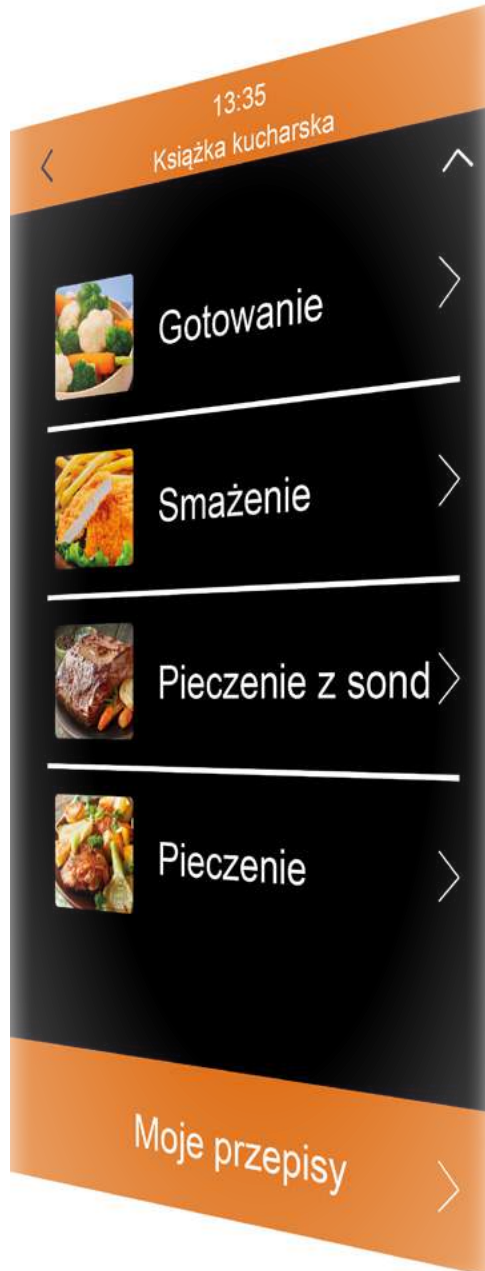 13:35
Książka kucharska
Gotowanie
Smażenie
Pieczenie z sond
Pieczenie
Moje przepisy